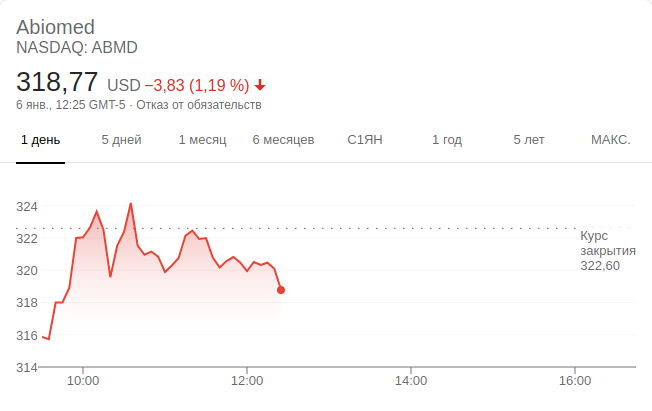 Abiomed
NASDAQ: ABMD
318,77 USD −3,83 (1,19 %)
6 янв., 12:25 GMT-5 · Отказ от обязательств
1 день 5 дней 1 месяц 6 месяцев С1ЯН 1 год 5 лет МАКС.
324
322
320
318
316
314
Курс
закрытия
322,60
10:00 12:00 14:00 16:00